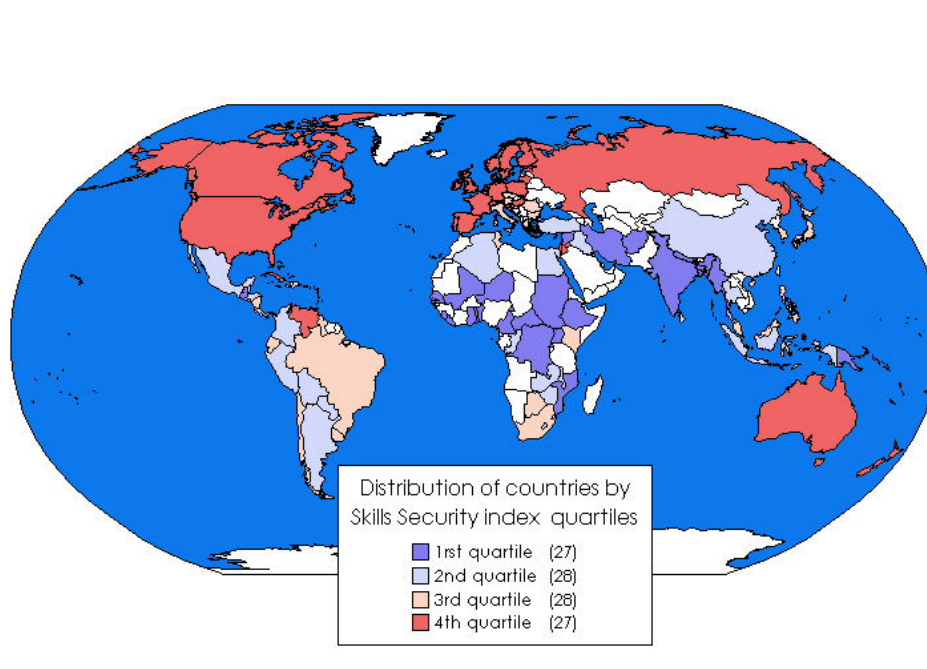 Distribution of countries by
Skills Security index quartiles
1rst quartile (27)
2nd quartile (28)
3rd quartile (28)
4th quartile (27)